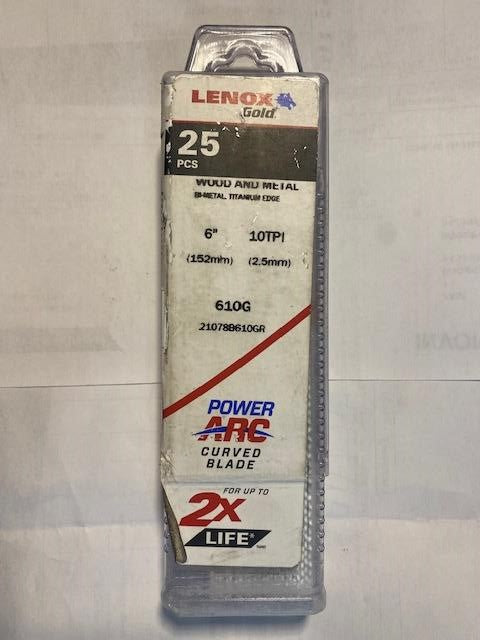 LENOX
Gold
25
PCS
WOOD AND METAL
BI-METAL, TITANIUM EDGE
6" 10TPI
(152mm) (2.5mm)
610G
21078B610GR
POWER
ARC
CURVED
BLADE
FOR UP TO
2X
LIFE*